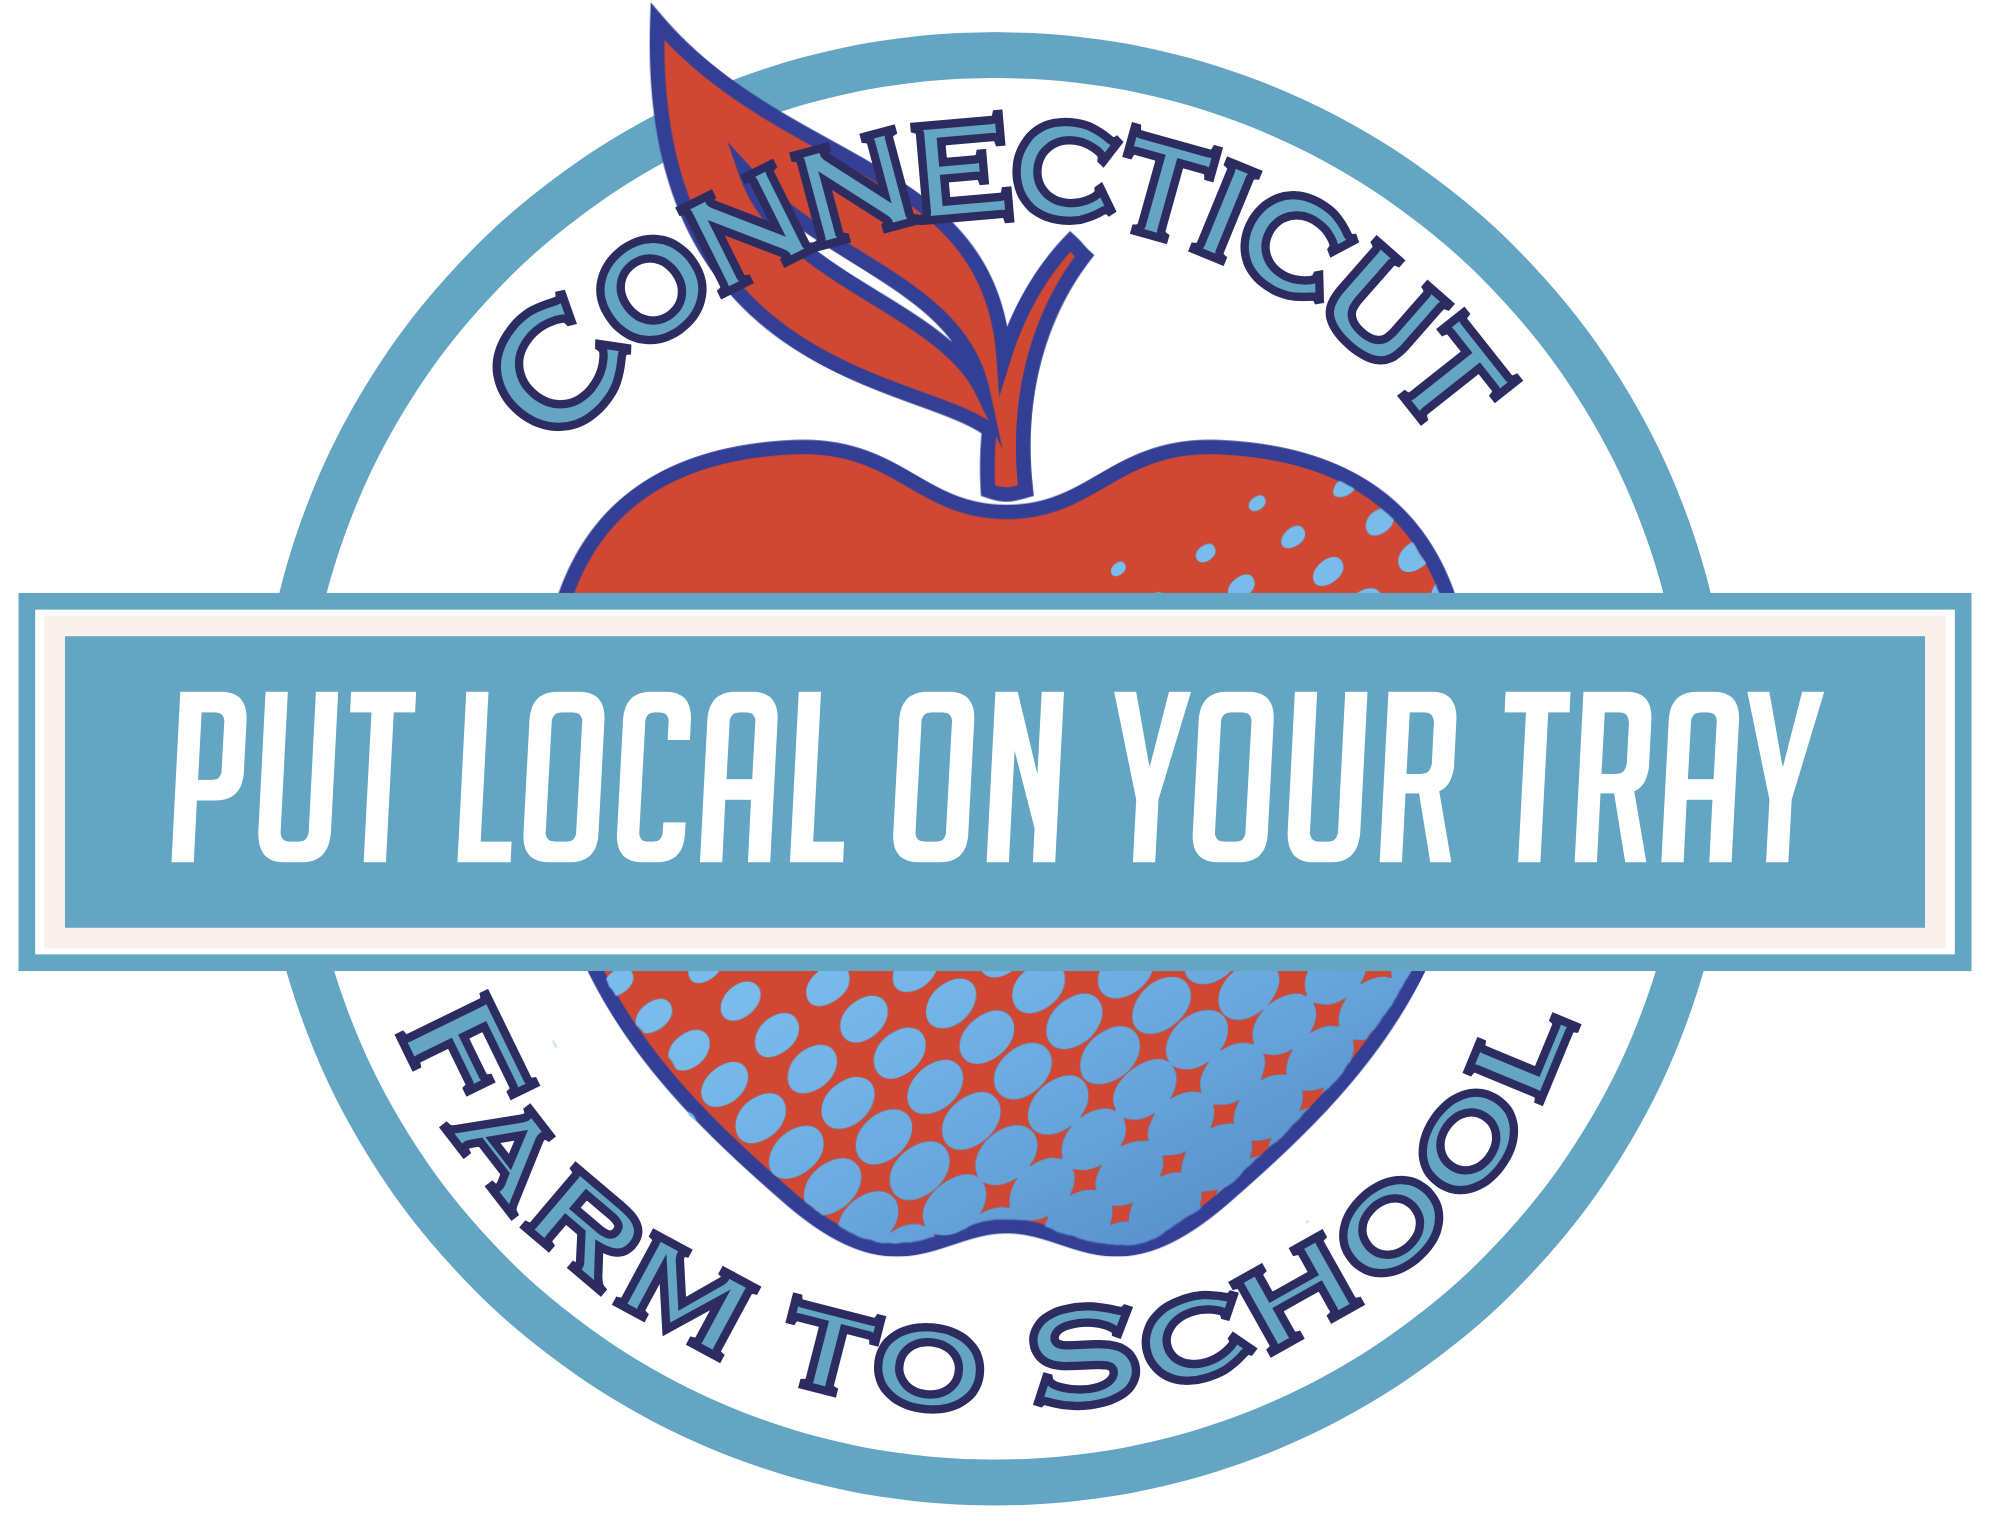 CONNECTICUT
PUT LOCAL ON YOUR TRAY
FARM TO SCHOOL